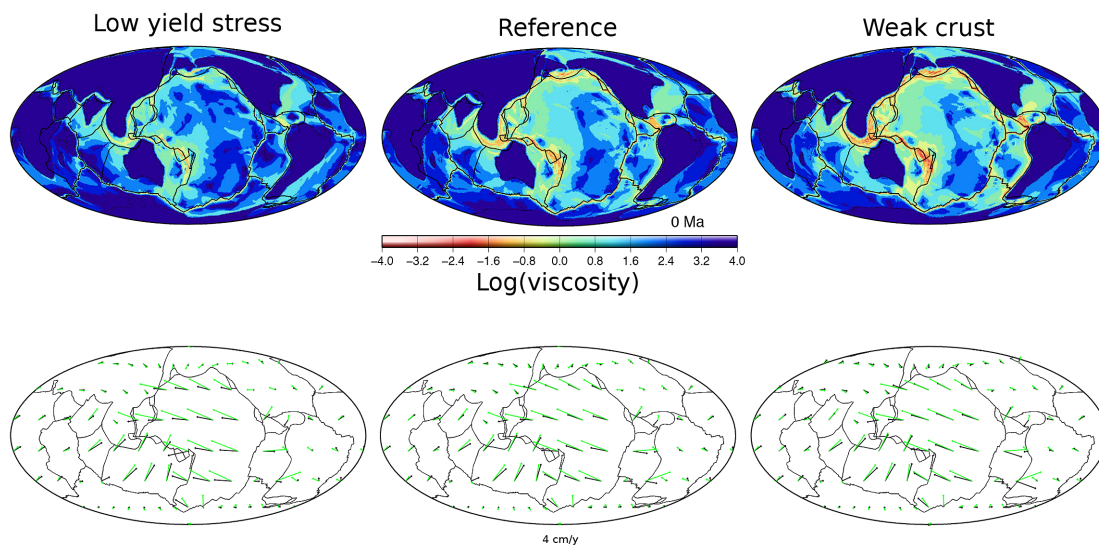 Low yield stress
Reference
Weak crust
0 Ma
−4.0 −3.2 −2.4 −1.6 −0.8 0.0 0.8 1.6 2.4 3.2 4.0
Log(viscosity)
4 cm/y